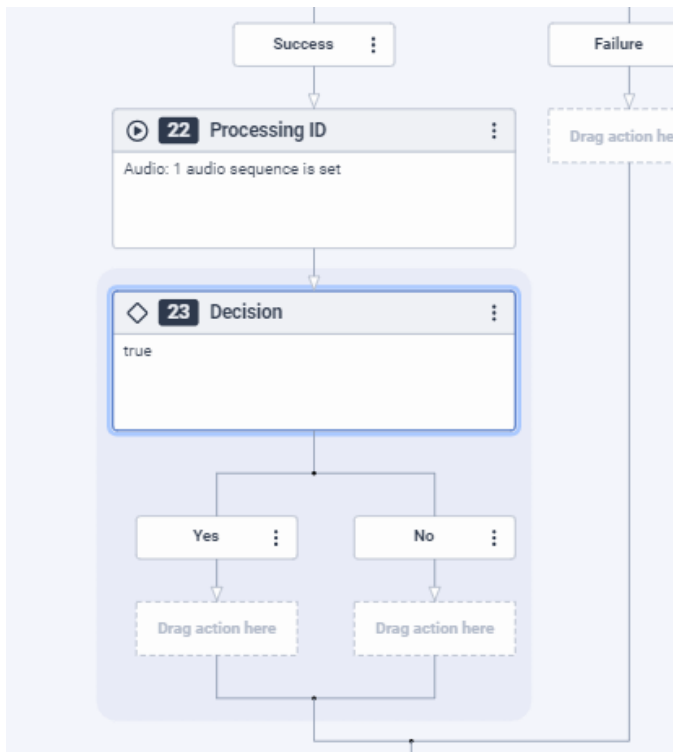 Success
Failure
22 Processing ID
Drag action he
Audio: 1 audio sequence is set
23 Decision
true
Yes
No
Drag action here
Drag action here